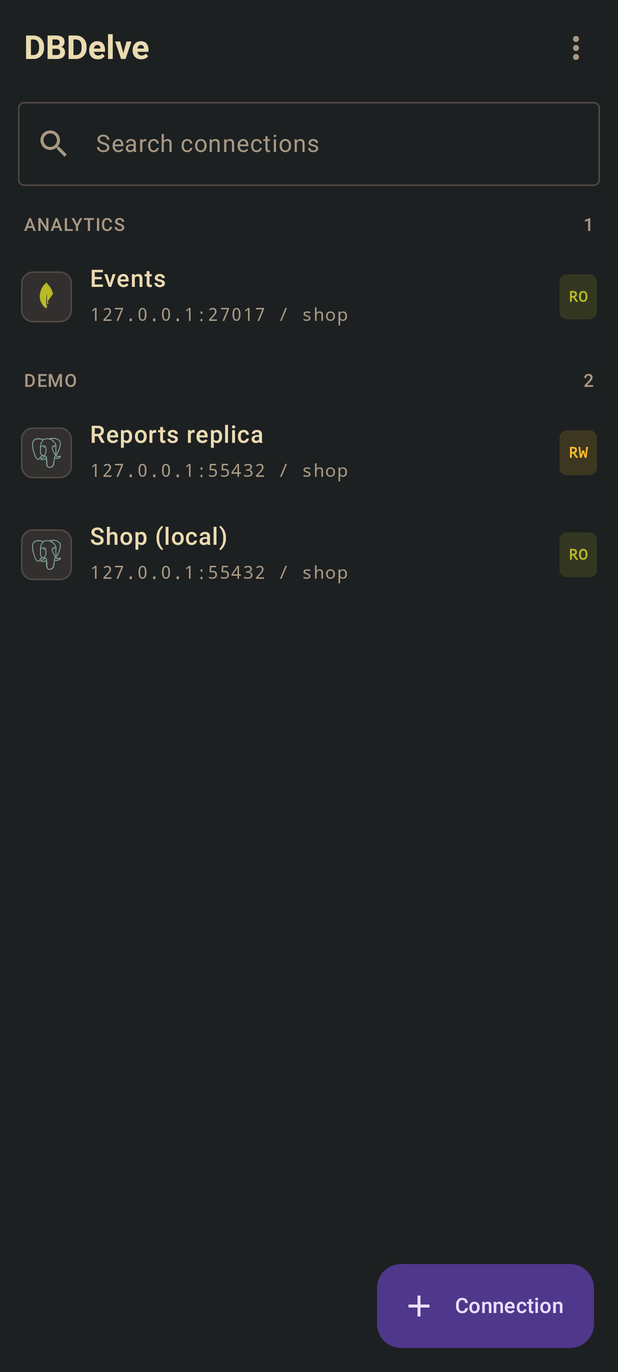 DBDelve
Search connections
ANALYTICS 1
Events
127.0.0.1:27017 / shop
RO
DEMO 2
Reports replica
127.0.0.1:55432 / shop
RW
Shop (local)
127.0.0.1:55432 / shop
RO
+ Connection